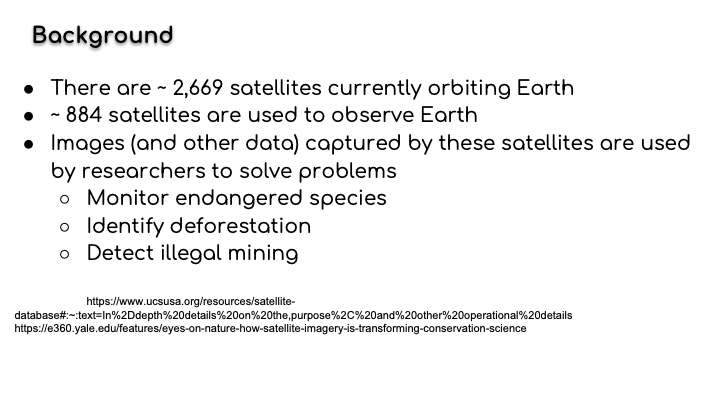 Background
● There are ~ 2,669 satellites currently orbiting Earth
● ~ 884 satellites are used to observe Earth
● Images (and other data) captured by these satellites are used
by researchers to solve problems
○ Monitor endangered species
○ Identify deforestation
○ Detect illegal mining
https://www.ucsusa.org/resources/satellite-
database#:~:text=In%2Ddepth%20details%20on%20the,purpose%2C%20and%20other%20operational%20details
https://e360.yale.edu/features/eyes-on-nature-how-satellite-imagery-is-transforming-conservation-science